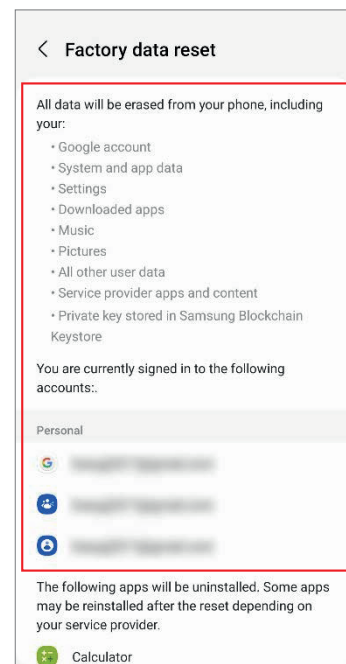 Factory data reset
All data will be erased from your phone, including
your:
• Google account
• System and app data
• Settings
• Downloaded apps
• Music
• Pictures
• All other user data
• Service provider apps and content
• Private key stored in Samsung Blockchain
Keystore
You are currently signed in to the following
accounts:.
Personal
G
The following apps will be uninstalled. Some apps
may be reinstalled after the reset depending on
your service provider.
Calculator